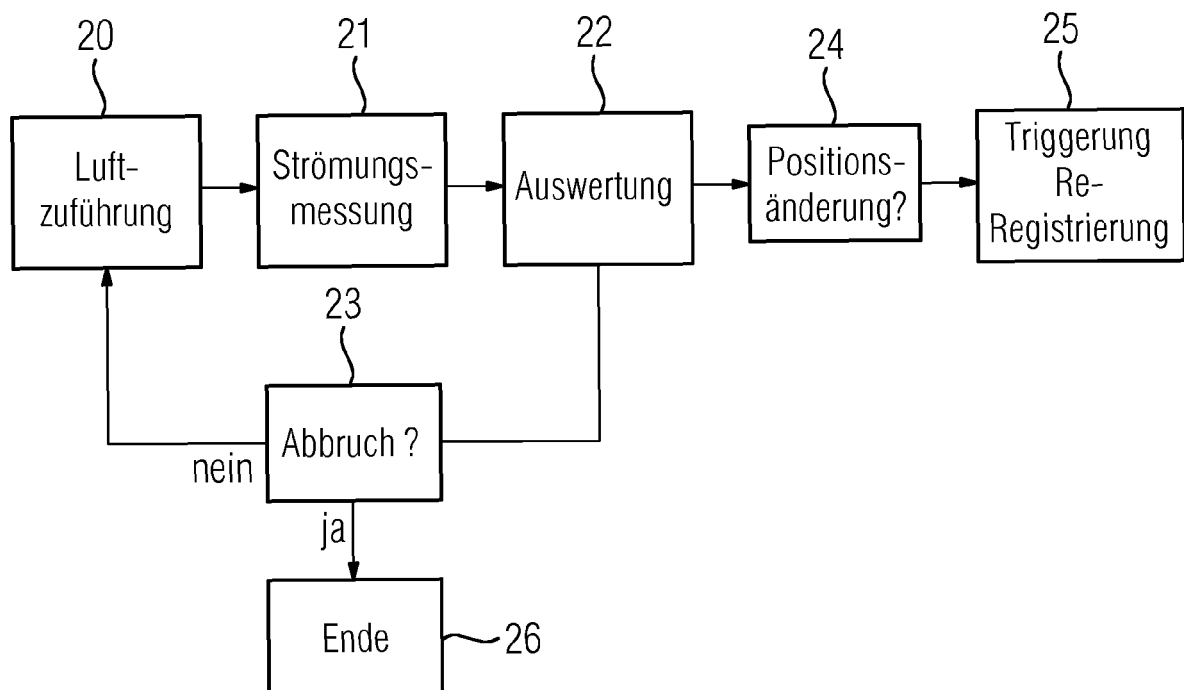 20
21
22
24
25
Luft-
zuführung
Strömungs-
messung
Auswertung
Positions-
änderung?
Triggerung
Re-
Registrierung
23
Abbruch ?
nein
ja
Ende
26